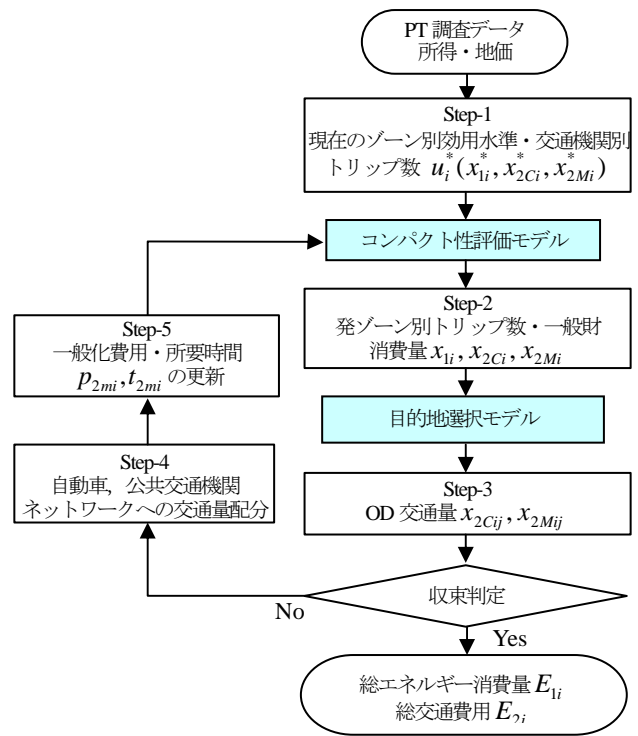 PT 調査データ
所得・地価
Step-1
現在のゾーン別効用水準・交通機関別
トリップ数 u_i^*(x_{1i}^*, x_{2Ci}^*, x_{2Mi}^*)
コンパクト性評価モデル
Step-2
発ゾーン別トリップ数・一般財
消費量 x_{1i}, x_{2Ci}, x_{2Mi}
目的地選択モデル
Step-3
OD 交通量 x_{2Cij}, x_{2Mij}
収束判定
No
Yes
Step-4
自動車，公共交通機関
ネットワークへの交通量配分
Step-5
一般化費用・所要時間
p_{2mi}, t_{2mi} の更新
総エネルギー消費量 E_{1i}
総交通費用 E_{2i}